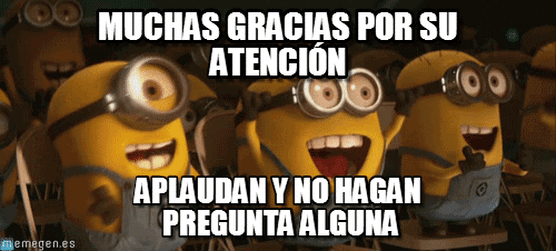 MUCHAS GRACIAS POR SU
ATENCIÓN
APLAUDAN Y NO HAGAN
PREGUNTA ALGUNA
memegen.es